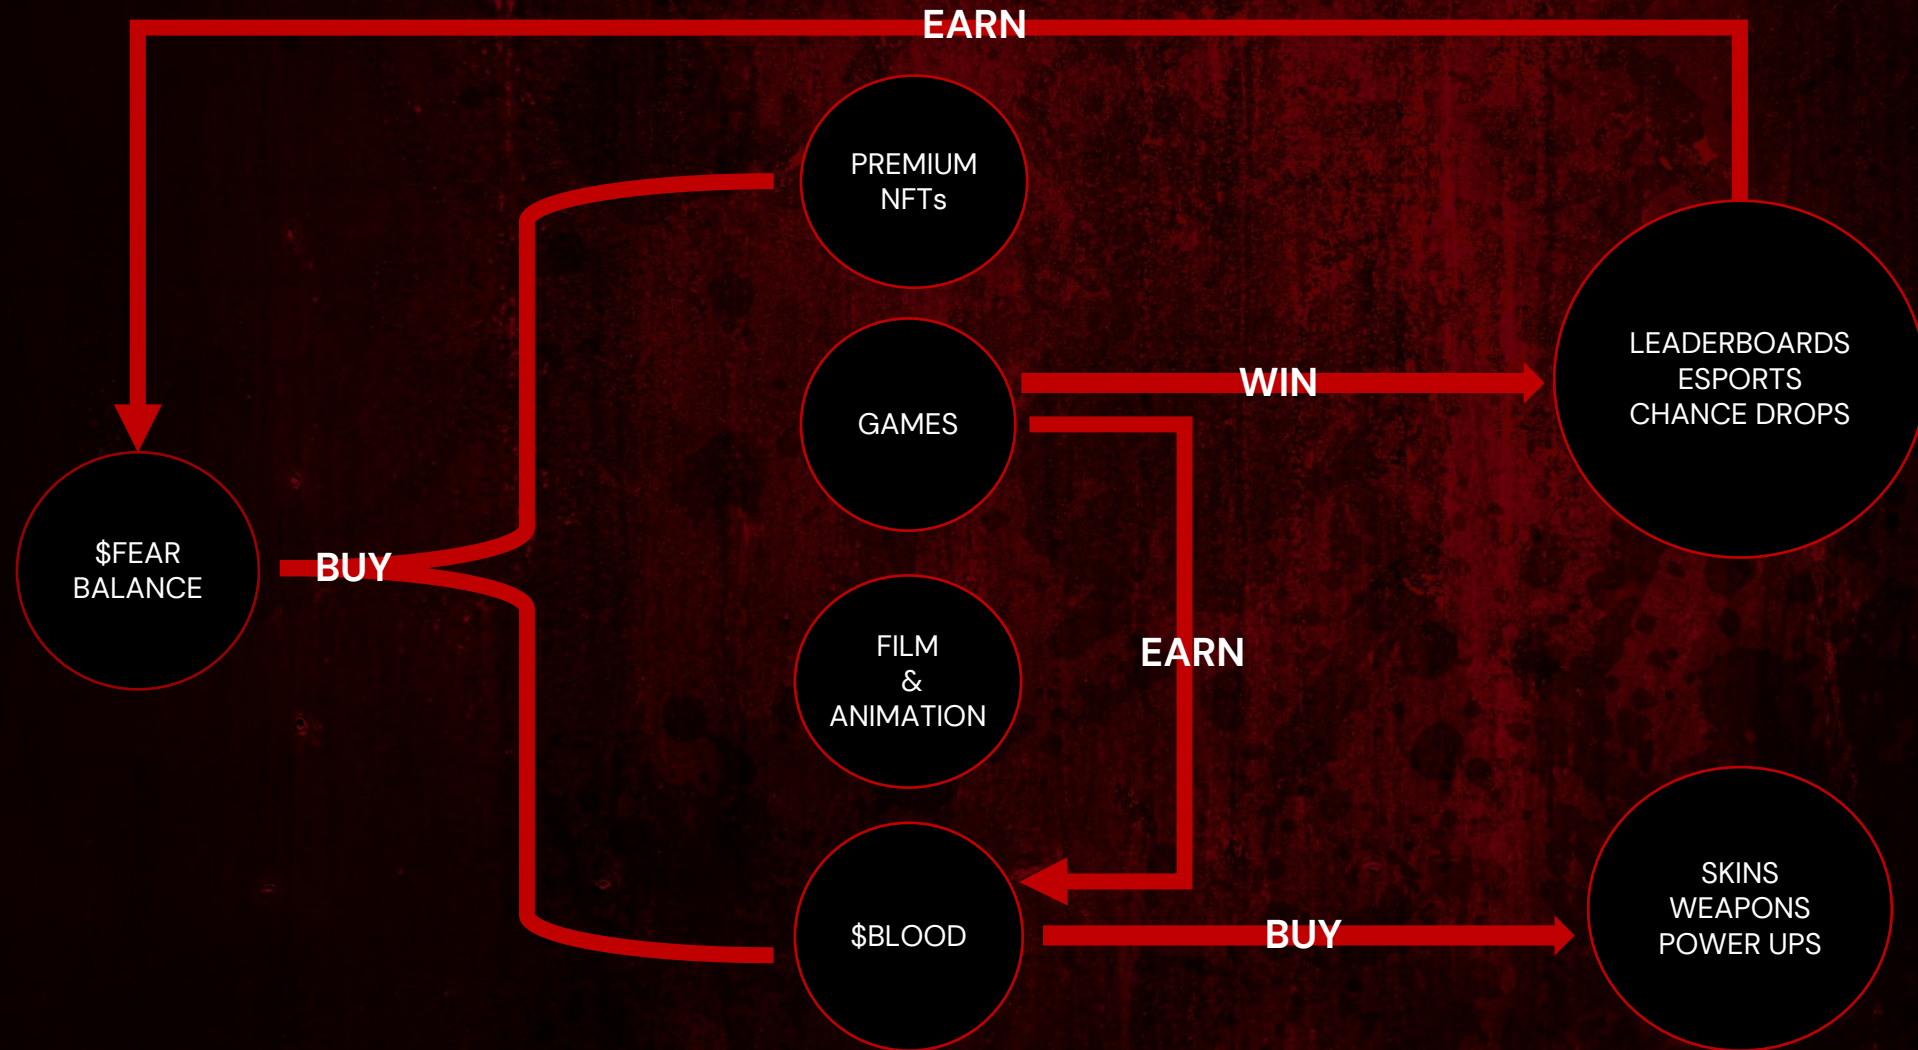 EARN
PREMIUM
NFTs
GAMES
WIN
LEADERBOARDS
ESPORTS
CHANCE DROPS
$FEAR
BALANCE
BUY
FILM
&
ANIMATION
EARN
$BLOOD
BUY
SKINS
WEAPONS
POWER UPS